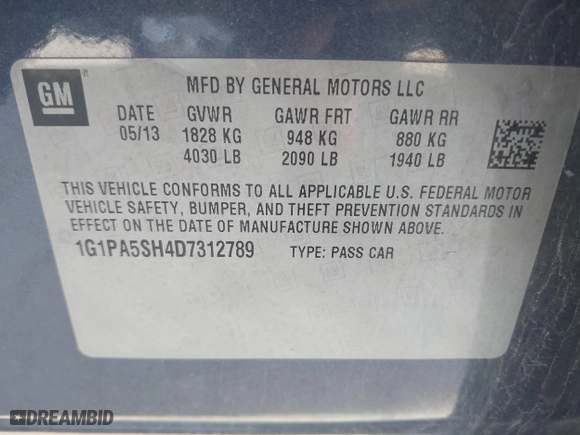 GM
MFD BY GENERAL MOTORS LLC
DATE GVWR GAWR FRT GAWR RR
05/13 1828 KG 948 KG 880 KG
4030 LB 2090 LB 1940 LB
THIS VEHICLE CONFORMS TO ALL APPLICABLE U.S. FEDERAL MOTOR
VEHICLE SAFETY, BUMPER, AND THEFT PREVENTION STANDARDS IN
EFFECT ON THE DATE OF MANUFACTURE SHOWN ABOVE.
1G1PA5SH4D7312789 TYPE: PASS CAR
DREAMBID